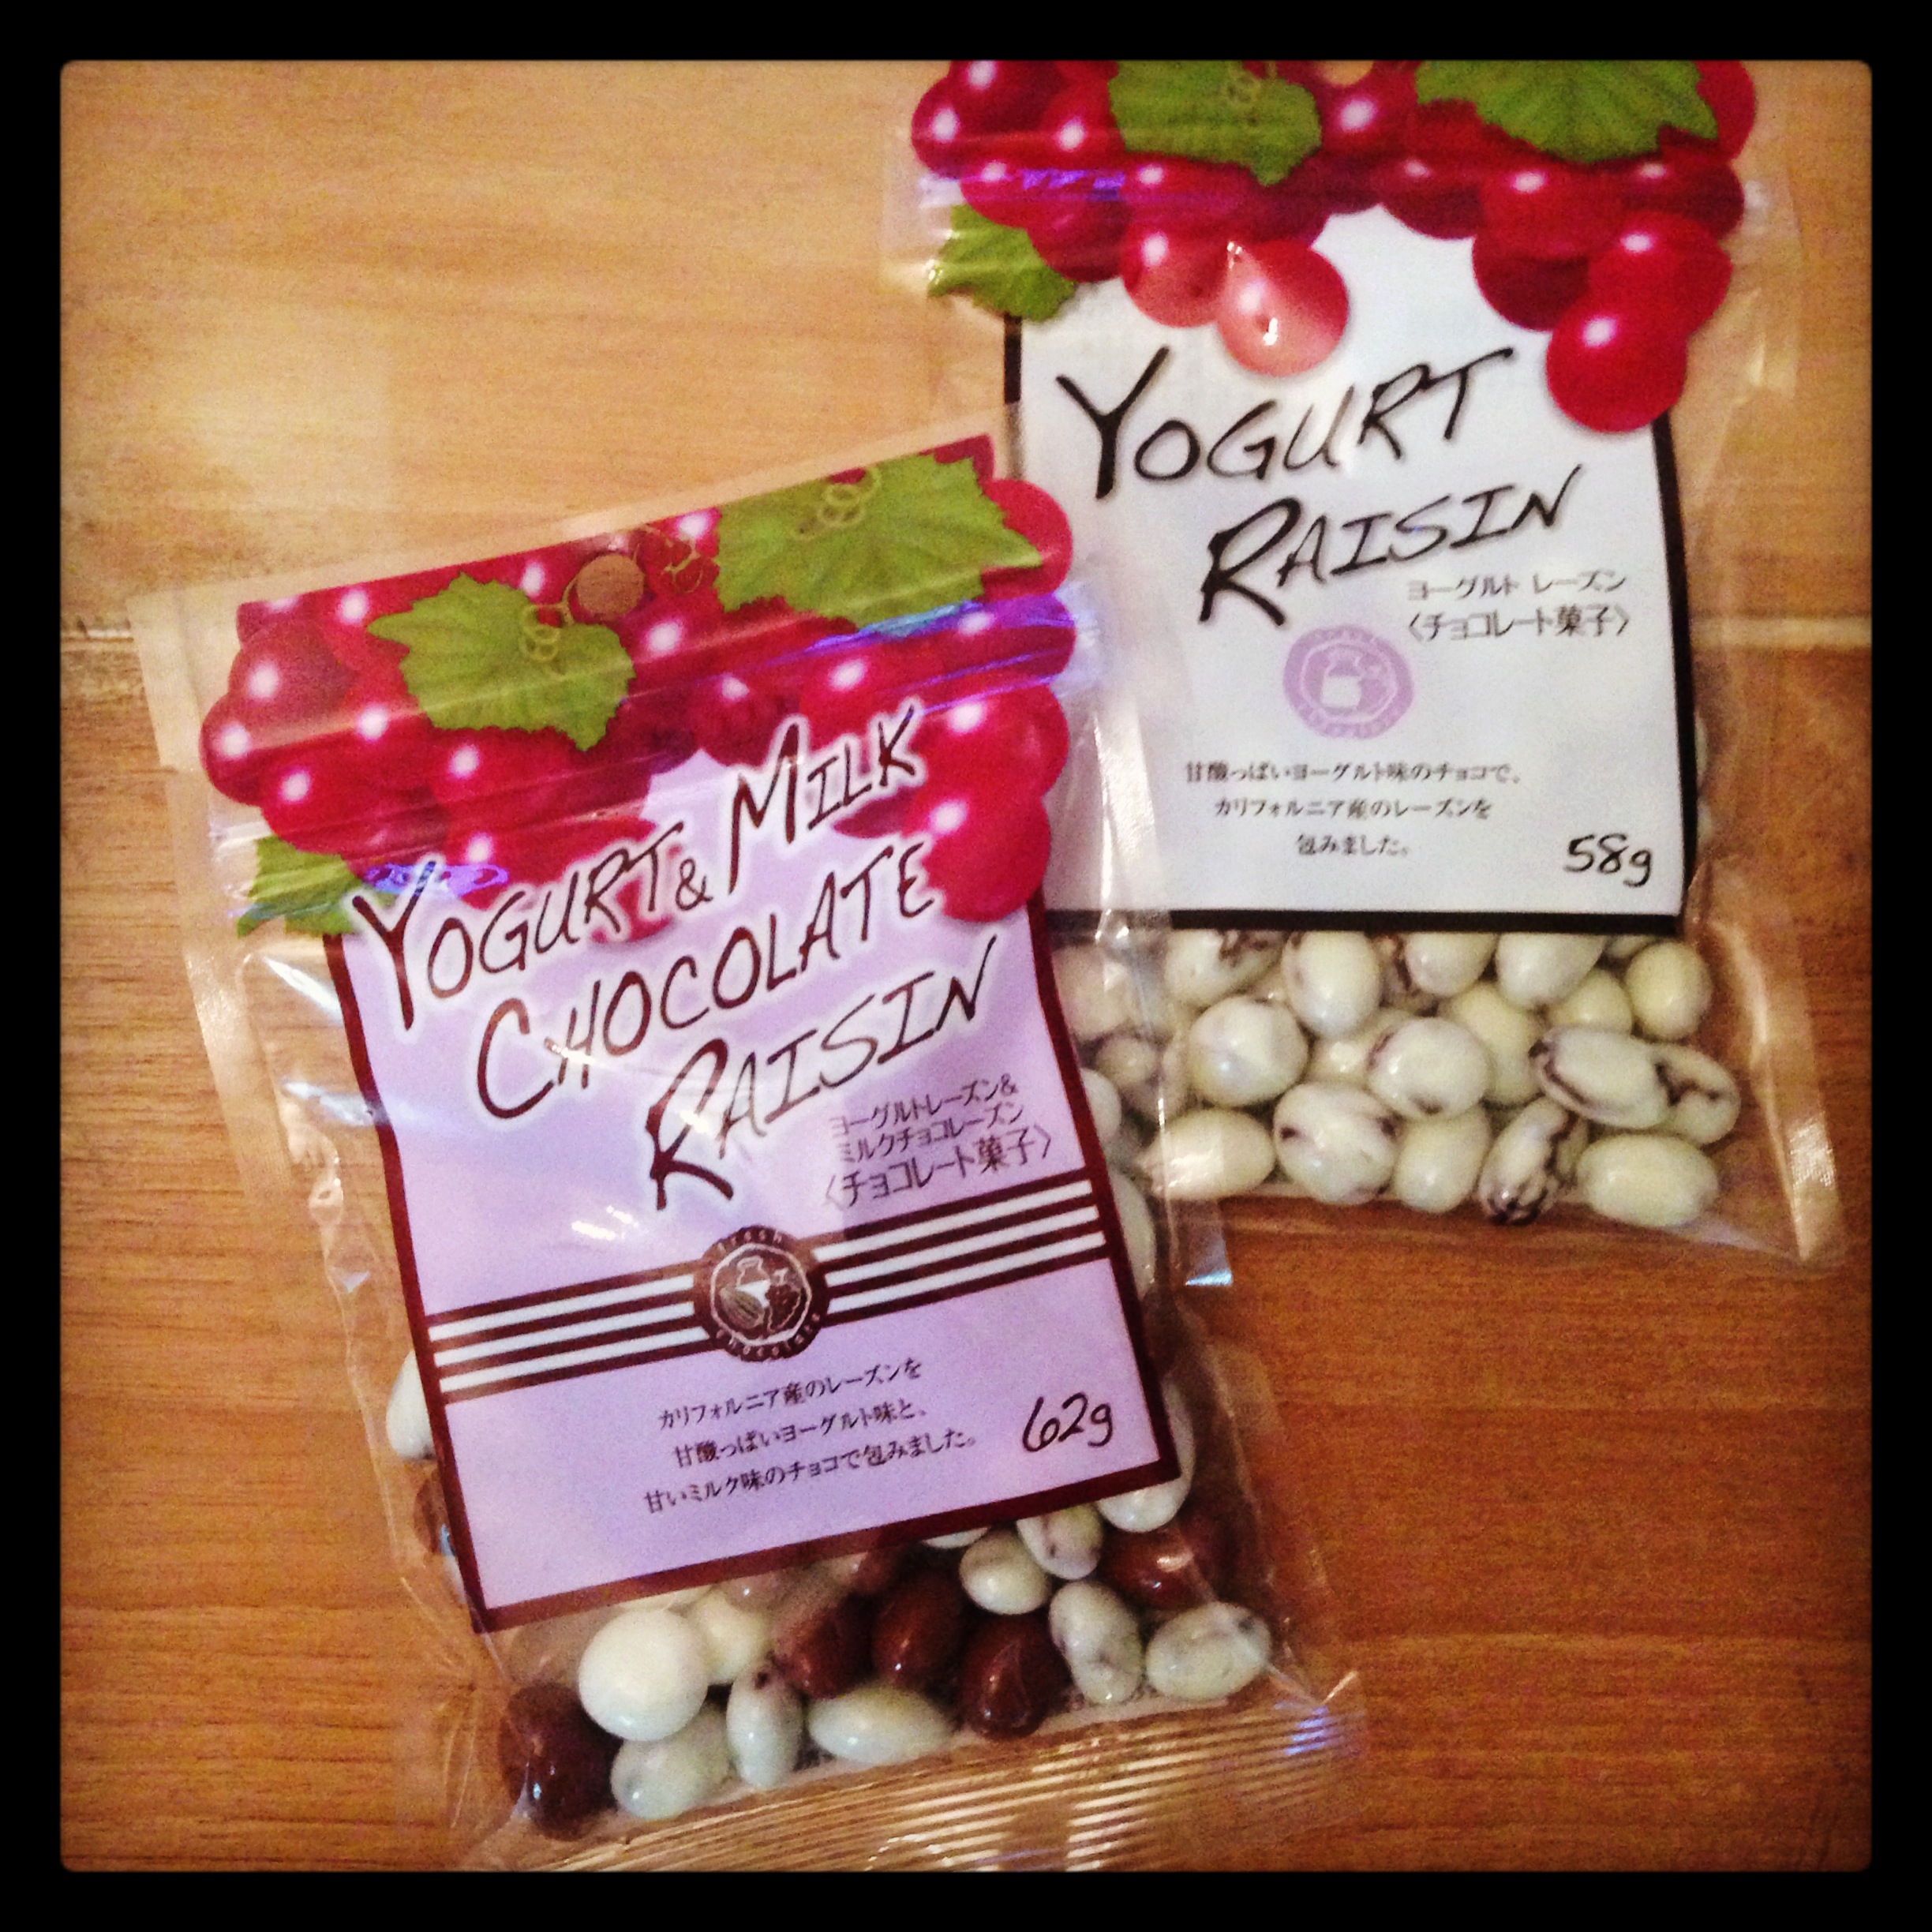 YOGURT
RAISIN
ヨーグルト レーズン
〈チョコレート菓子〉
甘酸っぱいヨーグルト味のチョコで、
カリフォルニア産のレーズンを
包みました。
58g
YOGURT & MILK
CHOCOLATE
RAISIN
ヨーグルトレーズン&
ミルクチョコレーズン
〈チョコレート菓子〉
Fresh
chocolate
カリフォルニア産のレーズンを
甘酸っぱいヨーグルト味と、
甘いミルク味のチョコで包みました。
62g